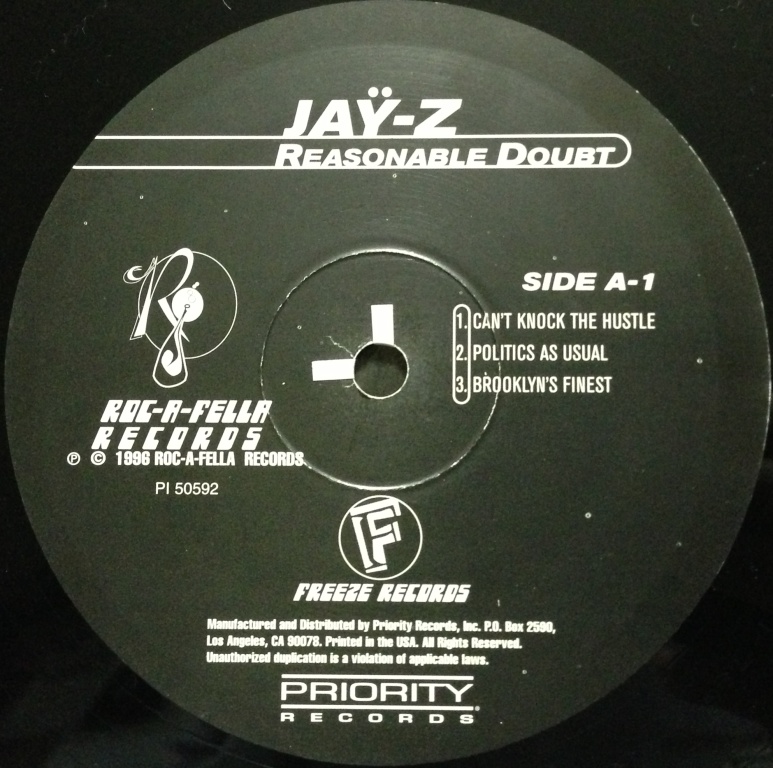 JAŸ-Z
REASONABLE DOUBT
SIDE A-1
1. CAN'T KNOCK THE HUSTLE
2. POLITICS AS USUAL
3. BROOKLYN'S FINEST
ROC-A-FELLA
RECORDS
℗ © 1996 ROC-A-FELLA RECORDS
PI 50592
F
FREEZE RECORDS
Manufactured and Distributed by Priority Records, Inc. P.O. Box 2590,
Los Angeles, CA 90078. Printed in the USA. All Rights Reserved.
Unauthorized duplication is a violation of applicable laws.
PRIORITY
RECORDS